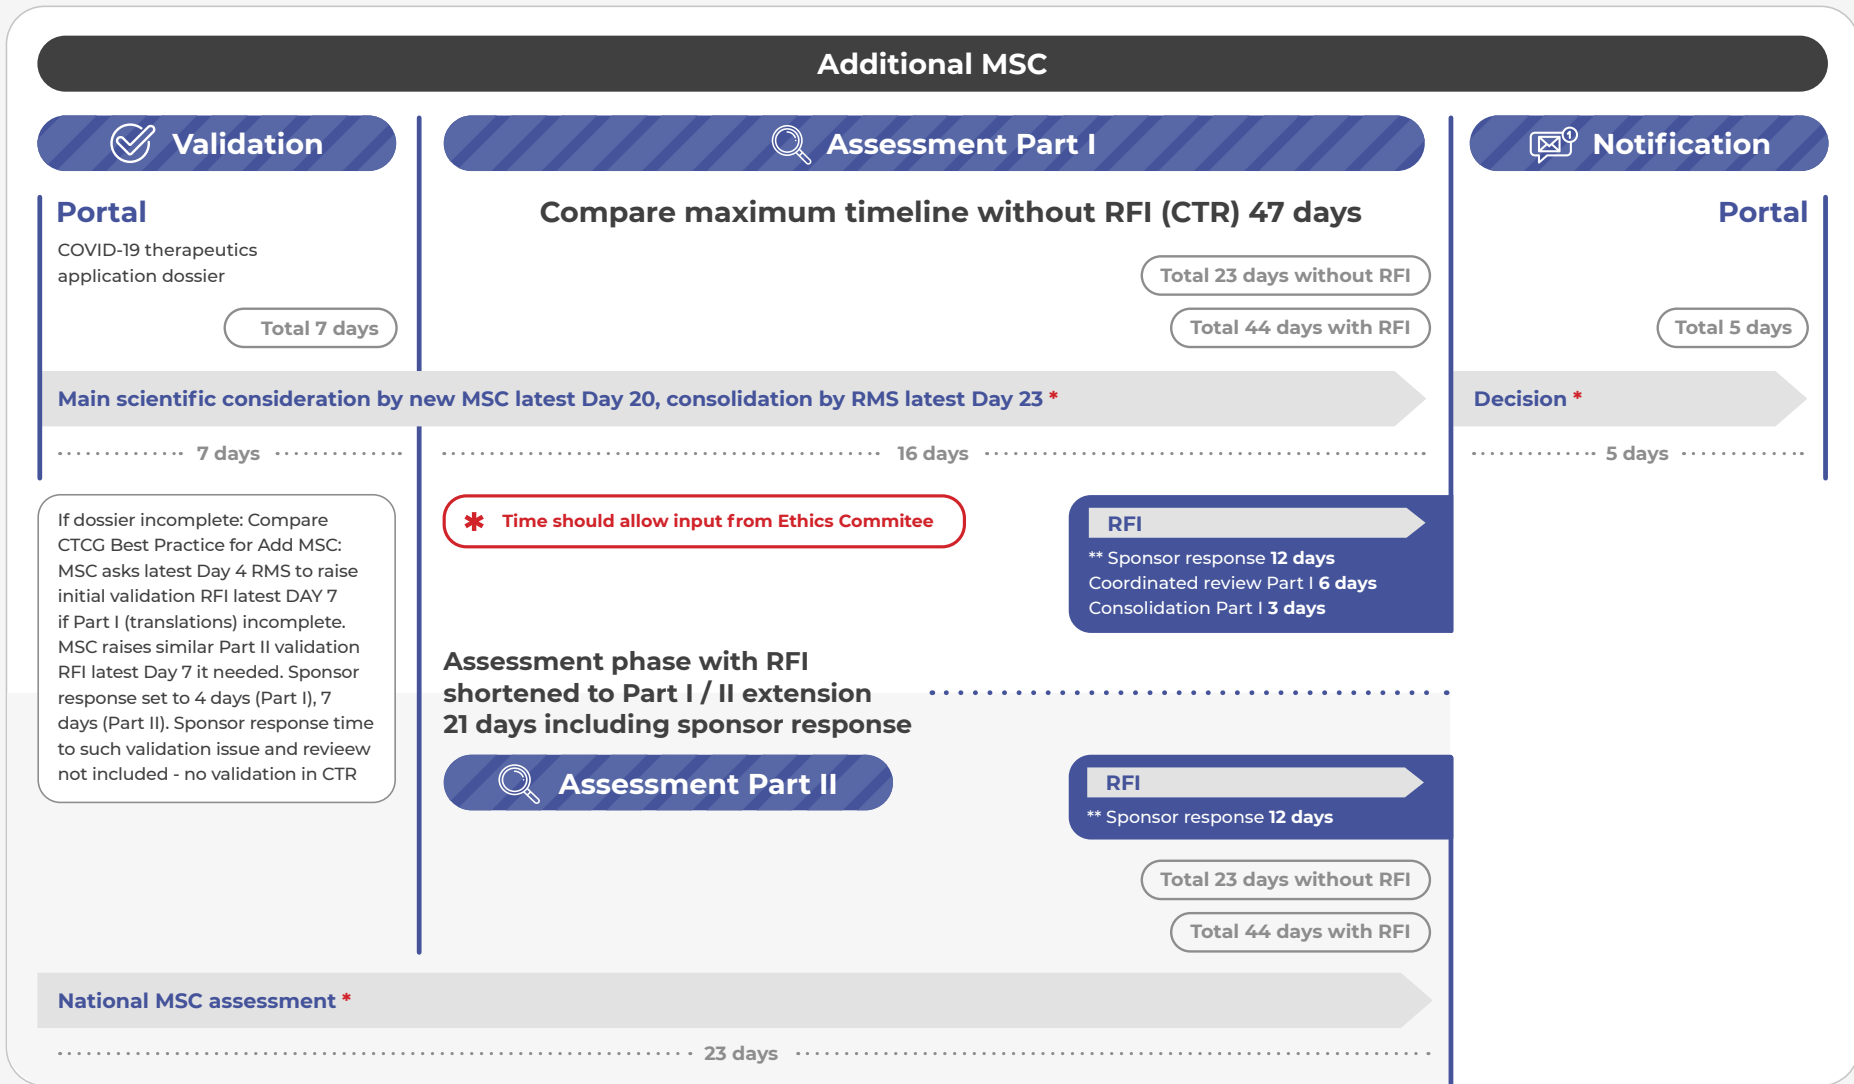 Additional MSC
Validation
Assessment Part I
Notification
1
Portal
COVID-19 therapeutics
application dossier
Total 7 days
Compare maximum timeline without RFI (CTR) 47 days
Total 23 days without RFI
Total 44 days with RFI
Portal
Total 5 days
Main scientific consideration by new MSC latest Day 20, consolidation by RMS latest Day 23 *
Decision *
7 days
16 days
5 days
If dossier incomplete: Compare
CTCG Best Practice for Add MSC:
MSC asks latest Day 4 RMS to raise
initial validation RFI latest DAY 7
if Part I (translations) incomplete.
MSC raises similar Part II validation
RFI latest Day 7 it needed. Sponsor
response set to 4 days (Part I), 7
days (Part II). Sponsor response time
to such validation issue and revieew
not included - no validation in CTR
✱ Time should allow input from Ethics Commitee
RFI
** Sponsor response 12 days
Coordinated review Part I 6 days
Consolidation Part I 3 days
Assessment phase with RFI
shortened to Part I / II extension
21 days including sponsor response
Assessment Part II
RFI
** Sponsor response 12 days
Total 23 days without RFI
Total 44 days with RFI
National MSC assessment *
23 days